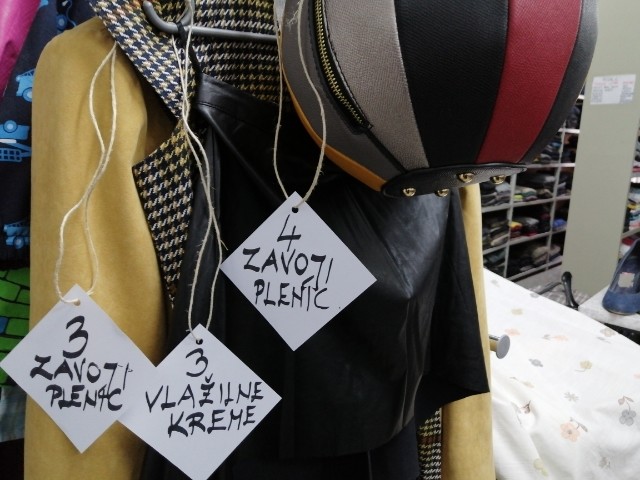 4
ZAVOJI
PLENIC
3
ZAVOJI
PLENIC
3
VLAŽILNE
KREME